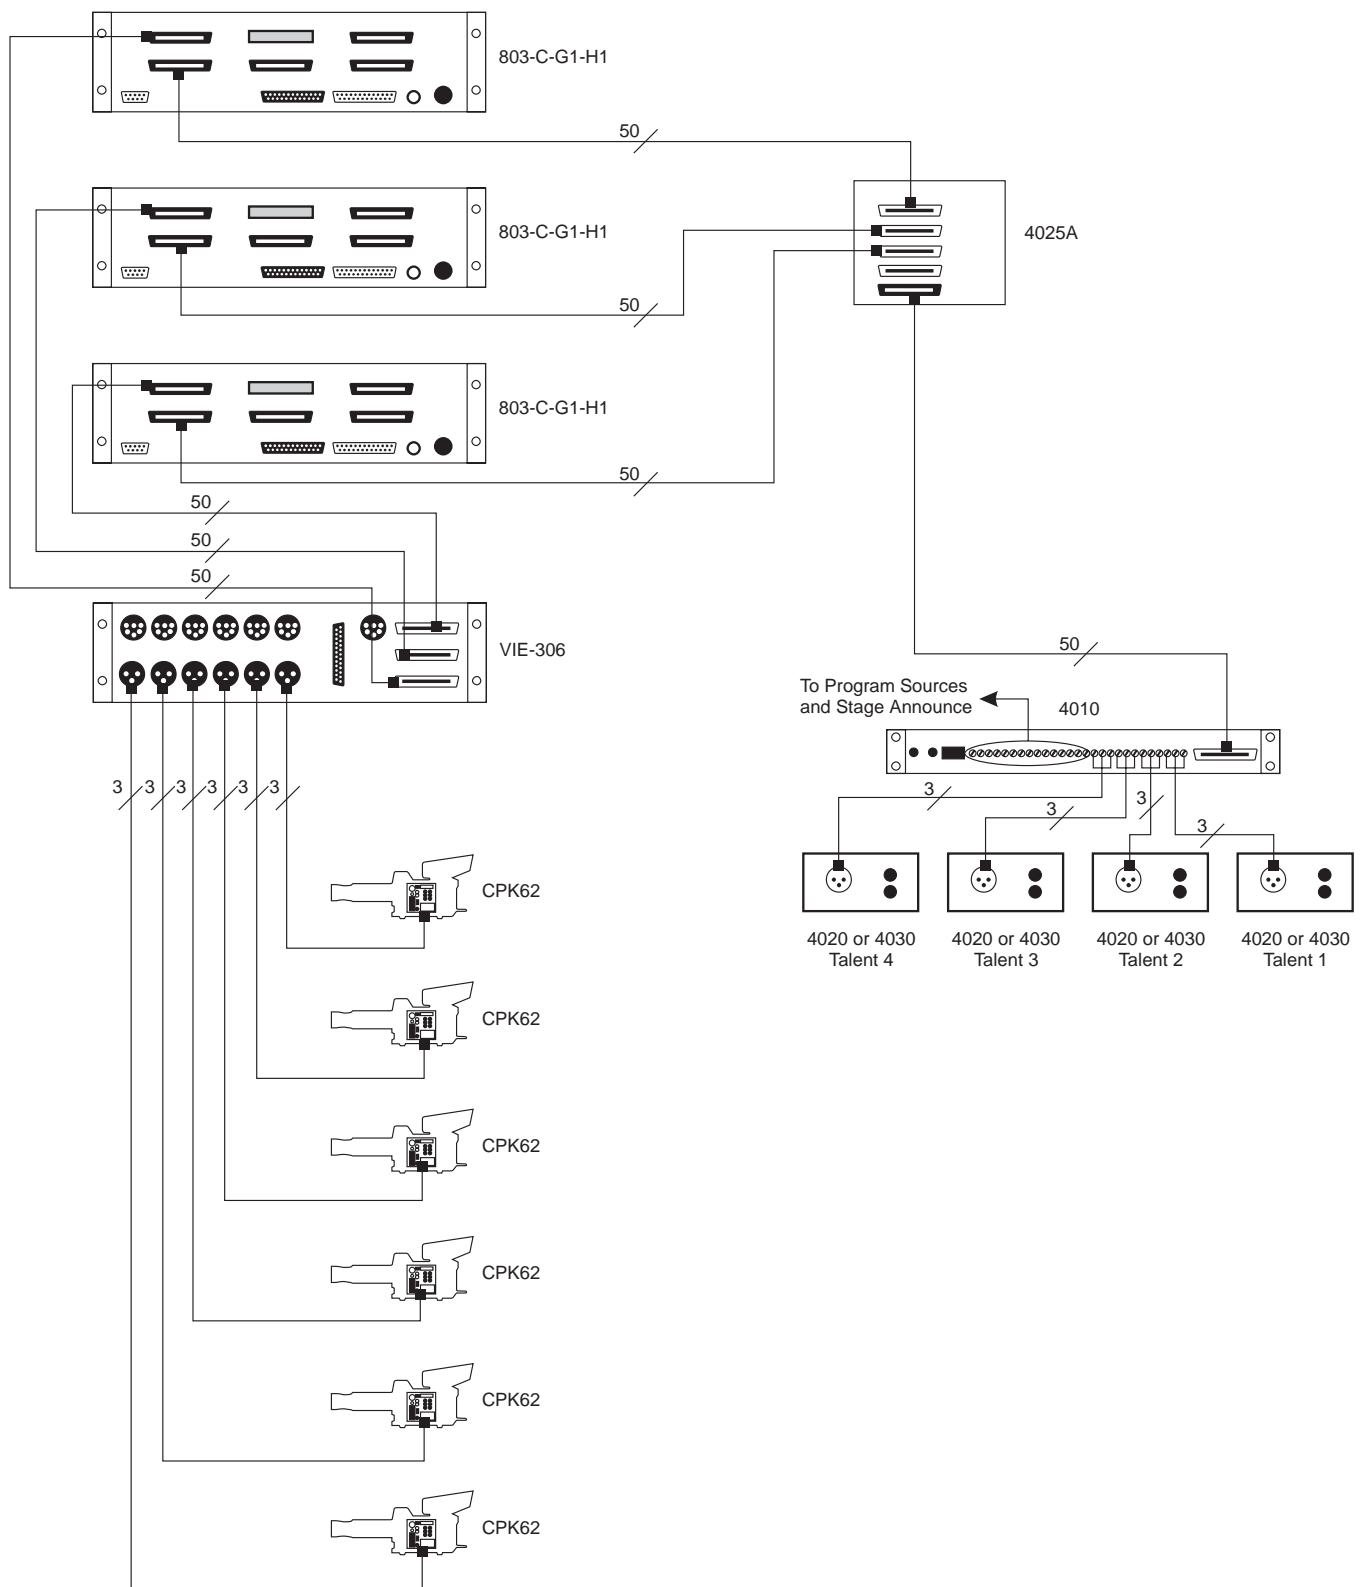 803-C-G1-H1
50
803-C-G1-H1
4025A
50
803-C-G1-H1
50
50
50
50
VIE-306
50
To Program Sources
and Stage Announce
4010
3 3 3 3 3 3
3
3
3
3
CPK62
4020 or 4030
Talent 4
4020 or 4030
Talent 3
4020 or 4030
Talent 2
4020 or 4030
Talent 1
CPK62
CPK62
CPK62
CPK62
CPK62